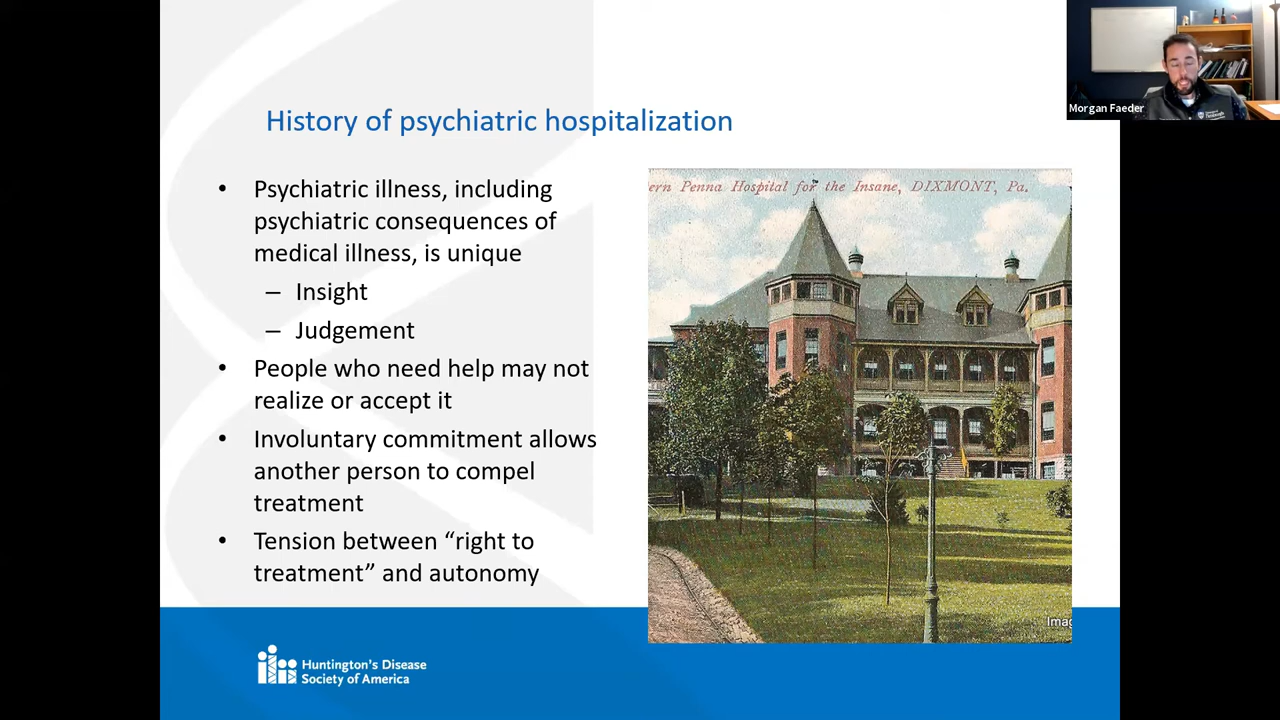 Morgan Faeder
History of psychiatric hospitalization
• Psychiatric illness, including
psychiatric consequences of
medical illness, is unique
– Insight
– Judgement
• People who need help may not
realize or accept it
• Involuntary commitment allows
another person to compel
treatment
• Tension between “right to
treatment” and autonomy
ern Penna Hospital for the Insane, DIXMONT, Pa.
Imag
Huntington's Disease
Society of America